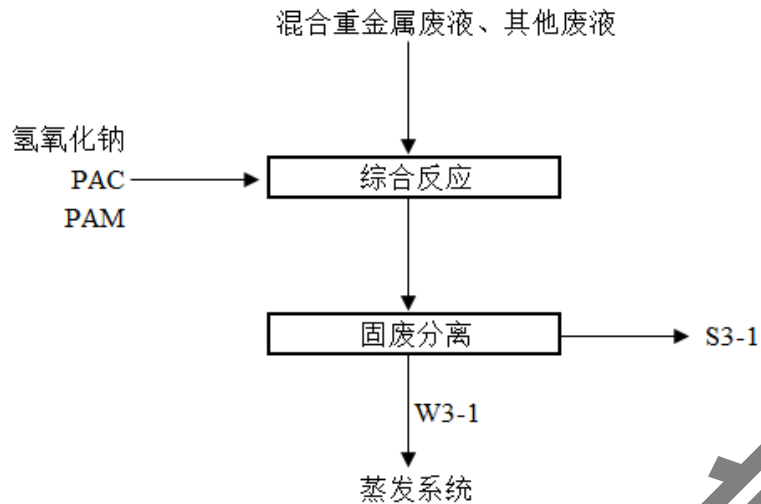 混合重金属废液、其他废液
氢氧化钠
PAC
PAM
综合反应
固废分离
S3-1
W3-1
蒸发系统